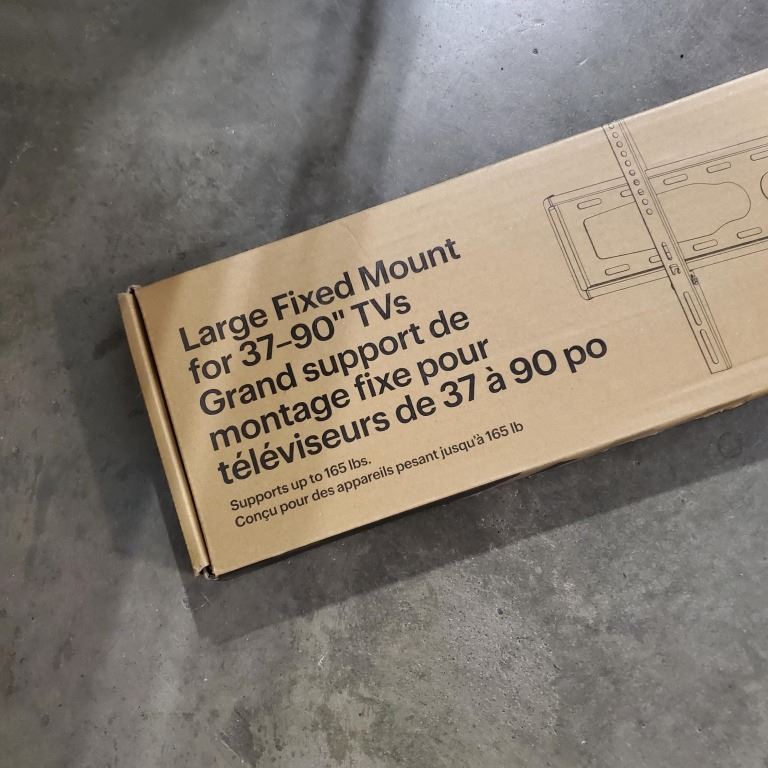 Large Fixed Mount
for 37–90" TVs
Grand support de
montage fixe pour
téléviseurs de 37 à 90 po
Supports up to 165 lbs.
Conçu pour des appareils pesant jusqu'à 165 lb